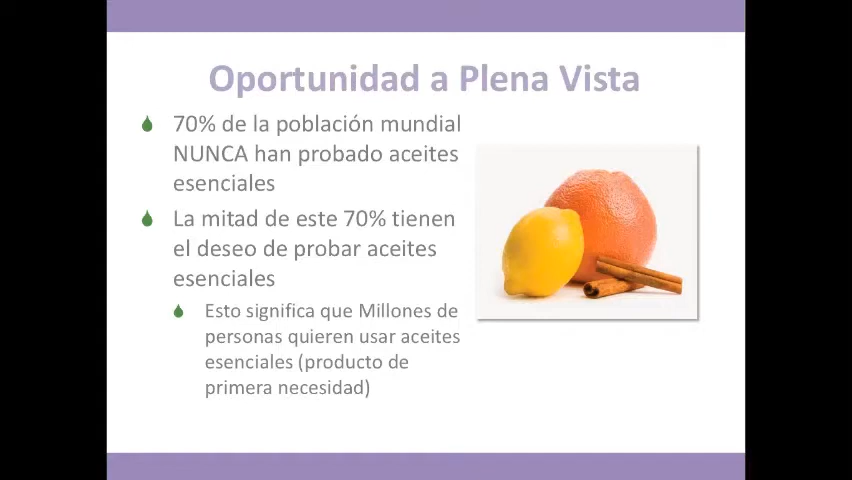 Oportunidad a Plena Vista
70% de la población mundial
NUNCA han probado aceites
esenciales
La mitad de este 70% tienen
el deseo de probar aceites
esenciales
Esto significa que Millones de
personas quieren usar aceites
esenciales (producto de
primera necesidad)